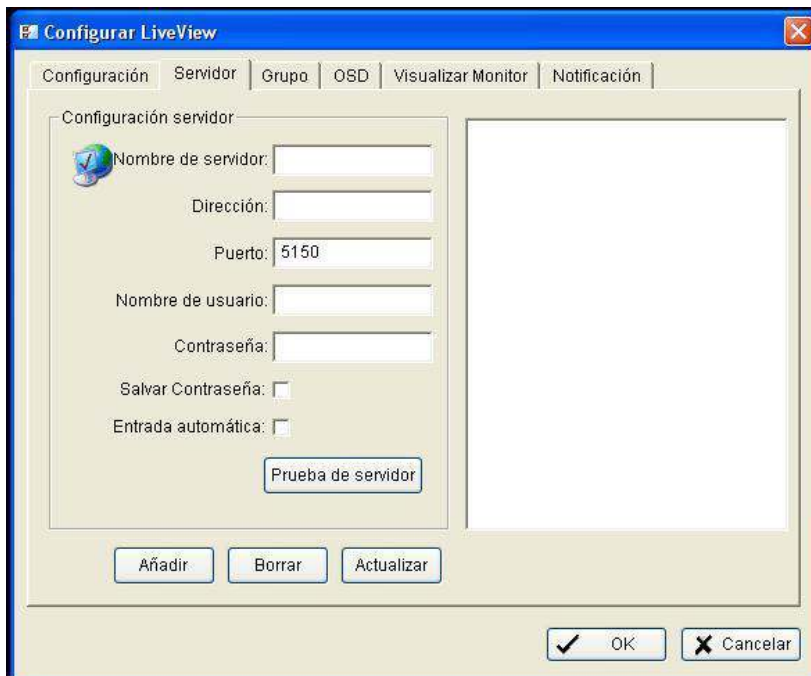 Configurar LiveView
Configuración Servidor Grupo OSD Visualizar Monitor Notificación
Configuración servidor
Nombre de servidor:
Dirección:
Puerto: 5150
Nombre de usuario:
Contraseña:
Salvar Contraseña:
Entrada automática:
Prueba de servidor
Añadir Borrar Actualizar
OK Cancelar